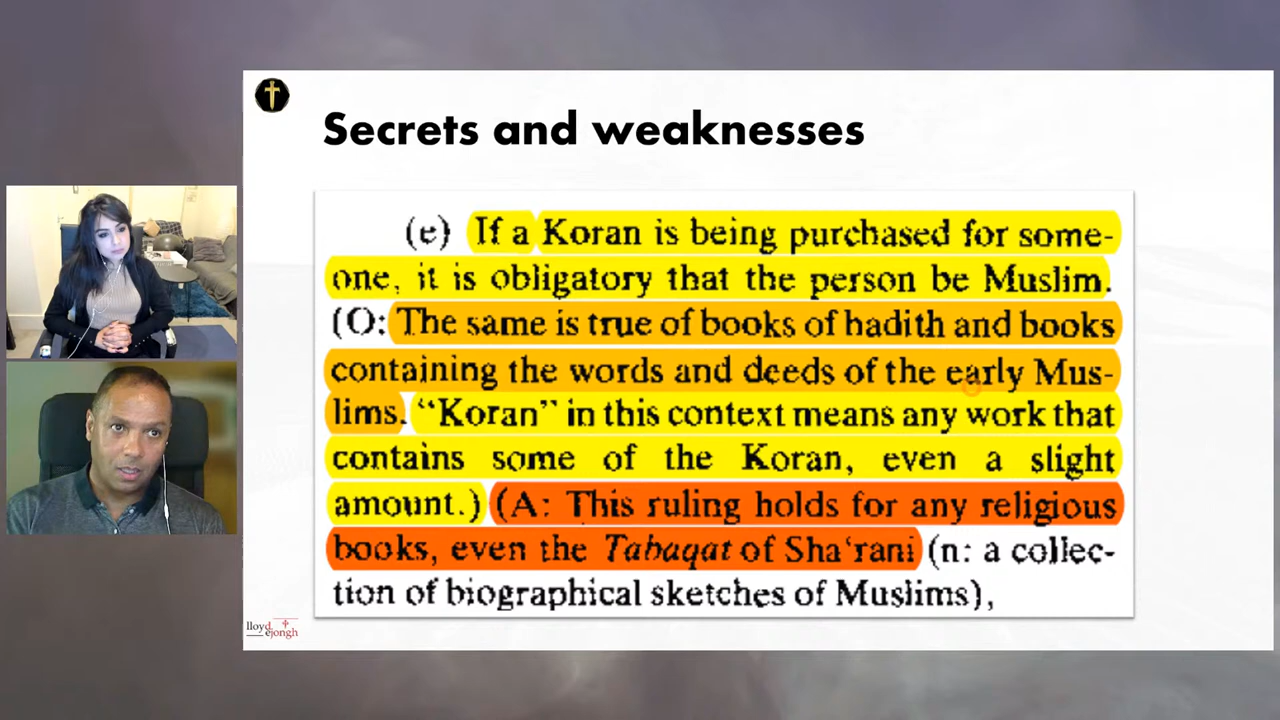 Secrets and weaknesses
(e) If a Koran is being purchased for some-
one, it is obligatory that the person be Muslim.
(O: The same is true of books of hadith and books
containing the words and deeds of the early Mus-
lims. “Koran” in this context means any work that
contains some of the Koran, even a slight
amount.) (A: This ruling holds for any religious
books, even the Tabaqat of Sha‘rani (n: a collec-
tion of biographical sketches of Muslims),
lloyd
dejongh